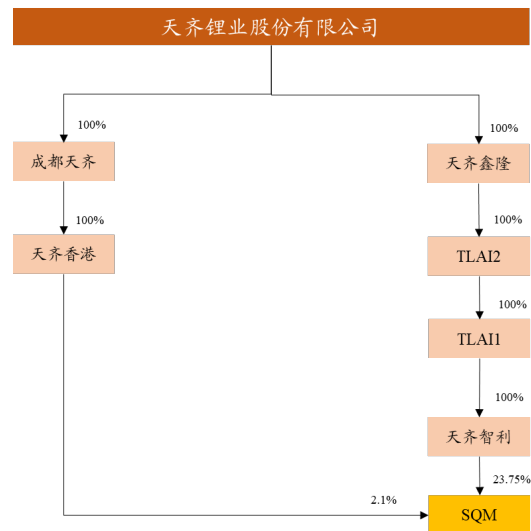 天齐锂业股份有限公司
100%
100%
成都天齐
天齐鑫隆
100%
100%
天齐香港
TLAI2
100%
TLAI1
100%
天齐智利
23.75%
2.1%
SQM